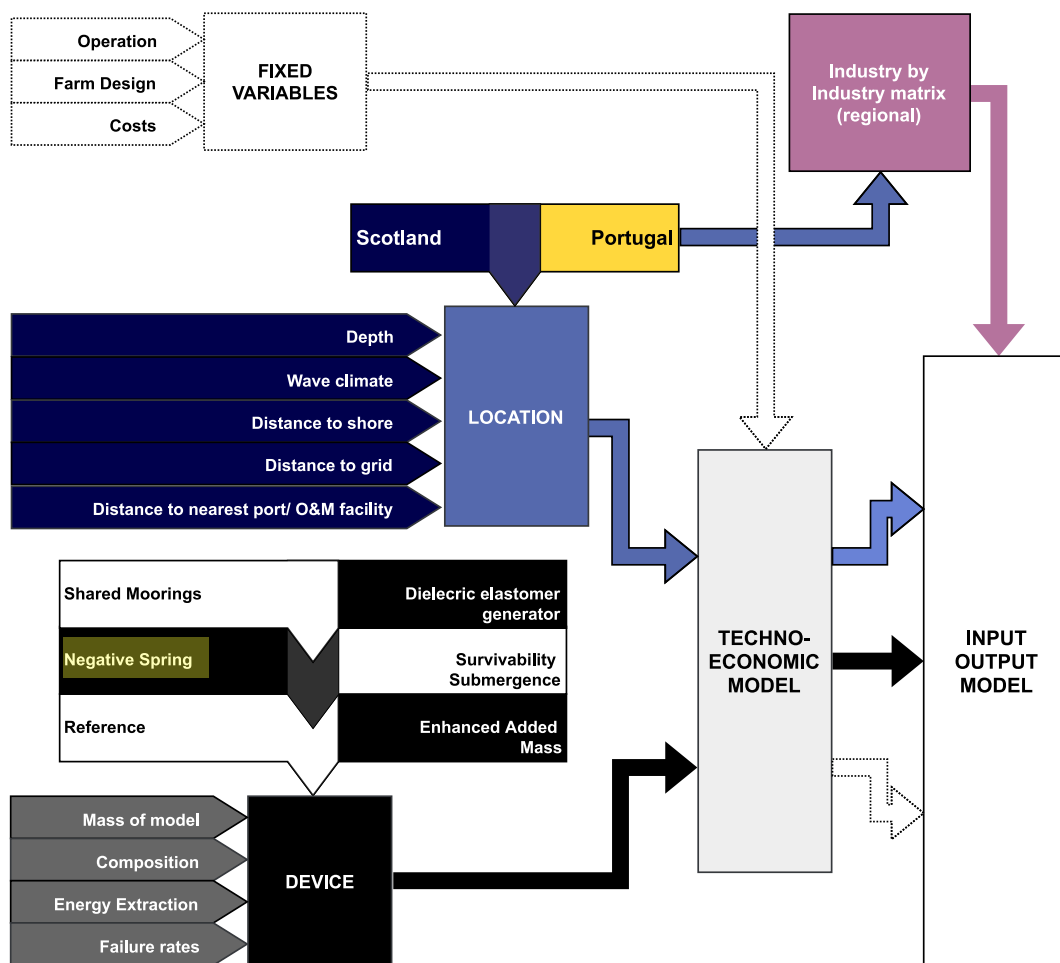 Operation
Farm Design
Costs
FIXED
VARIABLES
Industry by
Industry matrix
(regional)
Scotland
Portugal
Depth
Wave climate
Distance to shore
Distance to grid
Distance to nearest port/ O&M facility
LOCATION
Shared Moorings
Dielecric elastomer
generator
Negative Spring
Survivability
Submergence
Reference
Enhanced Added
Mass
TECHNO-
ECONOMIC
MODEL
INPUT
OUTPUT
MODEL
Mass of model
Composition
Energy Extraction
Failure rates
DEVICE